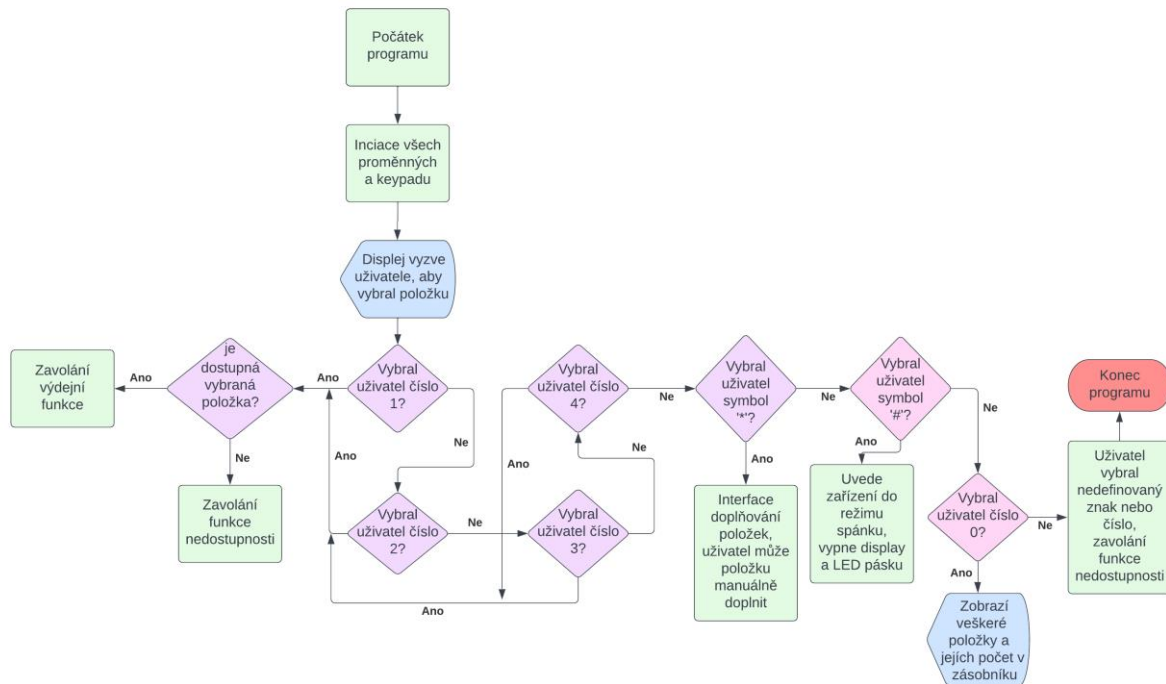 Počátek
programu
Inciace všech
proměnných
a keypadu
Displej vyzve
uživatele, aby
vybral položku
Zavolání
výdejní
funkce
Ano
je
dostupná
vybraná
položka?
Ano
Vybral
uživatel číslo
1?
Ne
Zavolání
funkce
nedostupnosti
Ne
Ano
Vybral
uživatel číslo
2?
Ne
Vybral
uživatel číslo
3?
Ne
Ano
Vybral
uživatel číslo
4?
Ano
Ne
Vybral
uživatel
symbol
'*'?
Ano
Interface
doplňování
položek,
uživatel může
položku
manuálně
doplnit
Ne
Vybral
uživatel
symbol
'#'?
Ano
Uvede
zařízení do
režimu
spánku,
vypne display
a LED pásku
Ne
Vybral
uživatel číslo
0?
Ano
Zobrazí
veškeré
položky a
jejích počet v
zásobníku
Ne
Uživatel
vybral
nedefinovaný
znak nebo
číslo,
zavolání
funkce
nedostupnosti
Konec
programu